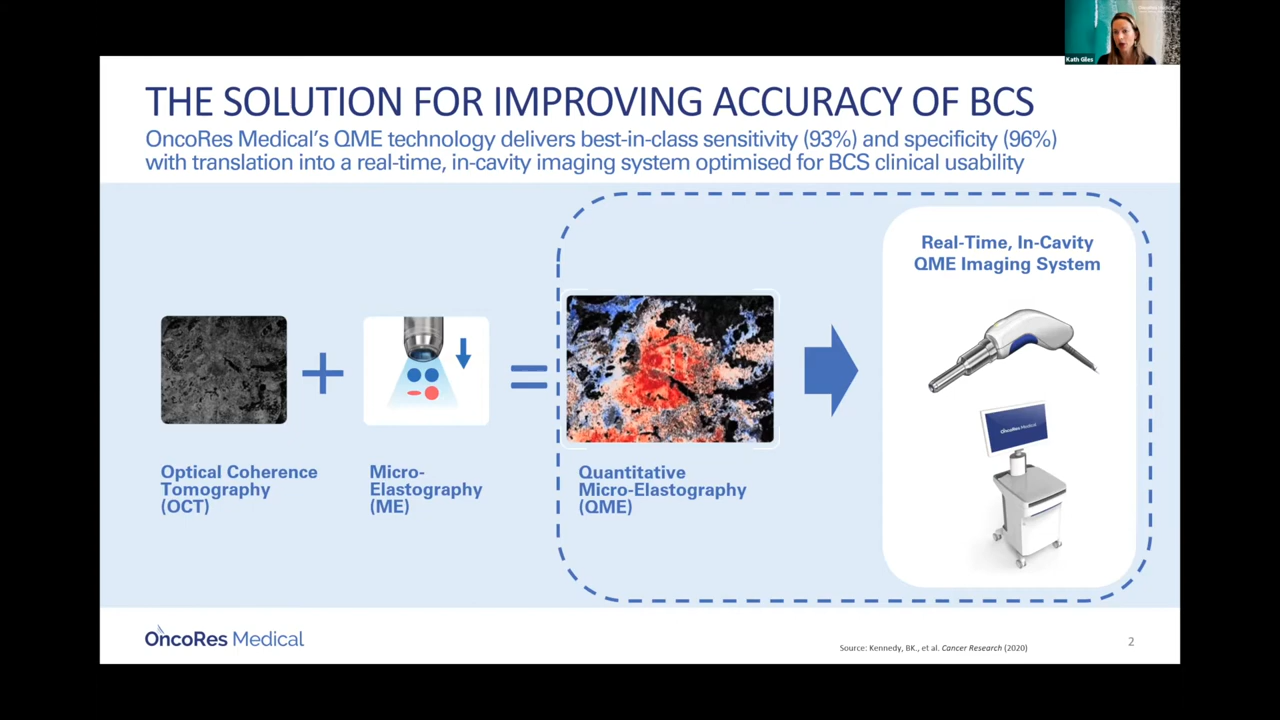 Kath Giles
THE SOLUTION FOR IMPROVING ACCURACY OF BCS
OncoRes Medical's QME technology delivers best-in-class sensitivity (93%) and specificity (96%)
with translation into a real-time, in-cavity imaging system optimised for BCS clinical usability
Optical Coherence
Tomography
(OCT)
Micro-
Elastography
(ME)
Quantitative
Micro-Elastography
(QME)
Real-Time, In-Cavity
QME Imaging System
OncoRes Medical
OncoRes Medical
Source: Kennedy, BK., et al. Cancer Research (2020)
2